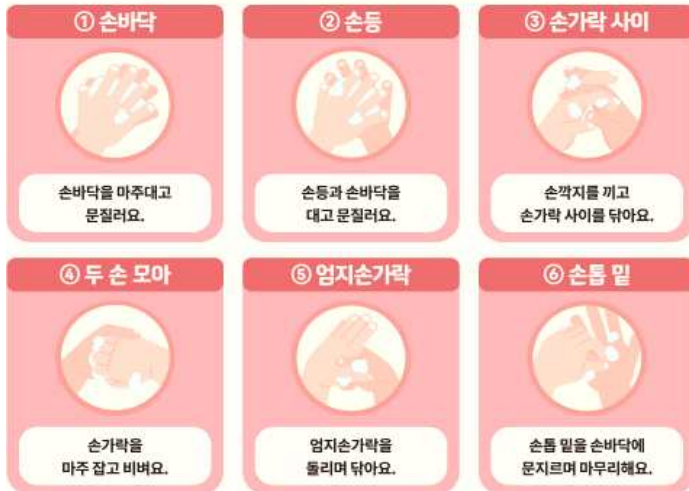 ① 손바닥
손바닥을 마주대고
문질러요.
② 손등
손등과 손바닥을
대고 문질러요.
③ 손가락 사이
손깍지를 끼고
손가락 사이를 닦아요.
④ 두 손 모아
손가락을
마주 잡고 비벼요.
⑤ 엄지손가락
엄지손가락을
돌리며 닦아요.
⑥ 손톱 밑
손톱 밑을 손바닥에
문지르며 마무리해요.